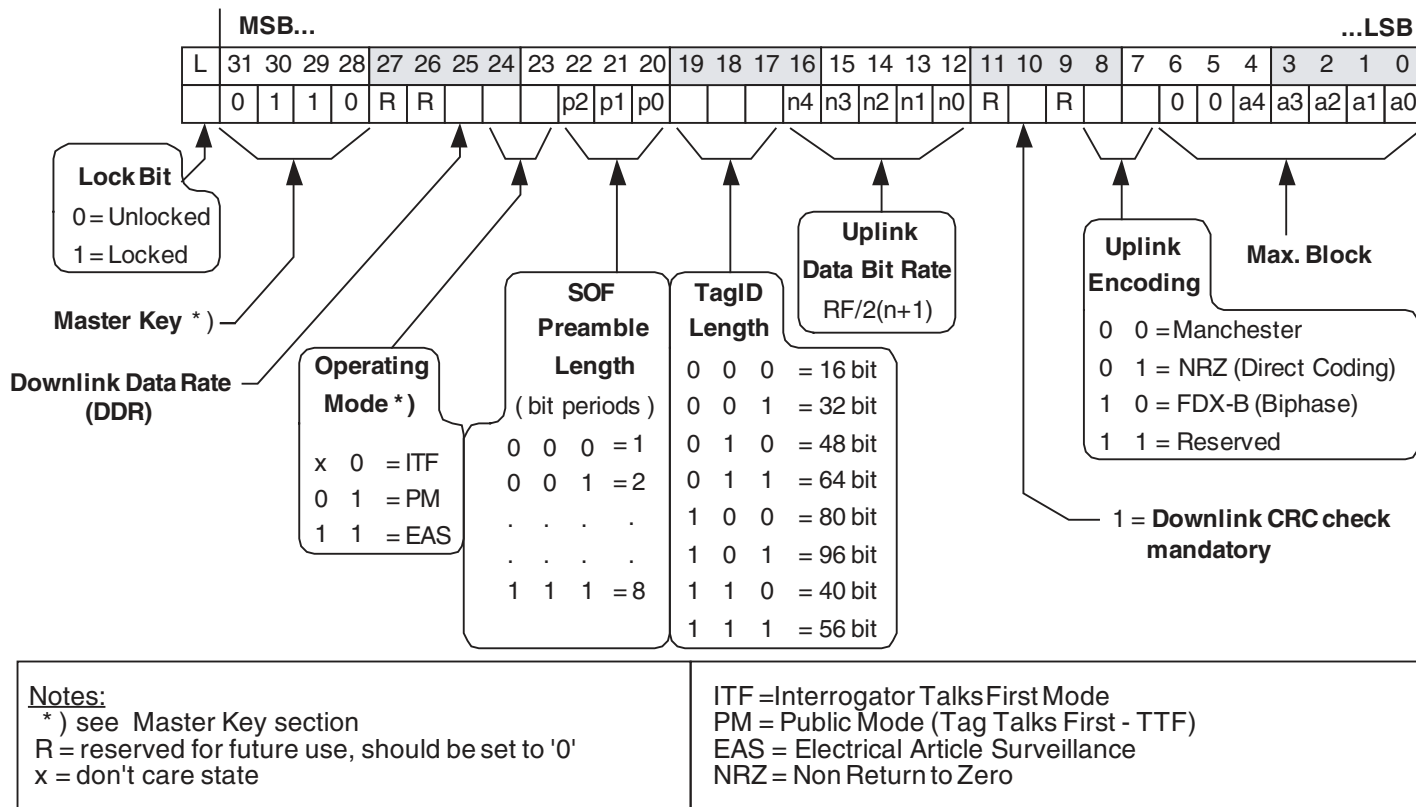 MSB... ...LSB
L 31 30 29 28 27 26 25 24 23 22 21 20 19 18 17 16 15 14 13 12 11 10 9 8 7 6 5 4 3 2 1 0
0 1 1 0 R R p2 p1 p0 n4 n3 n2 n1 n0 R R 0 0 a4 a3 a2 a1 a0
Lock Bit
0 = Unlocked
1 = Locked
Master Key * )
Downlink Data Rate
(DDR)
Operating
Mode * )
x 0 = ITF
0 1 = PM
1 1 = EAS
SOF
Preamble
Length
( bit periods )
0 0 0 = 1
0 0 1 = 2
. . . .
. . . .
1 1 1 = 8
TagID
Length
0 0 0 = 16 bit
0 0 1 = 32 bit
0 1 0 = 48 bit
0 1 1 = 64 bit
1 0 0 = 80 bit
1 0 1 = 96 bit
1 1 0 = 40 bit
1 1 1 = 56 bit
Uplink
Data Bit Rate
RF/2(n+1)
1 = Downlink CRC check
mandatory
Uplink
Encoding
0 0 = Manchester
0 1 = NRZ (Direct Coding)
1 0 = FDX-B (Biphase)
1 1 = Reserved
Max. Block
Notes:
* ) see Master Key section
R = reserved for future use, should be set to '0'
x = don't care state
ITF = Interrogator Talks First Mode
PM = Public Mode (Tag Talks First - TTF)
EAS = Electrical Article Surveillance
NRZ = Non Return to Zero